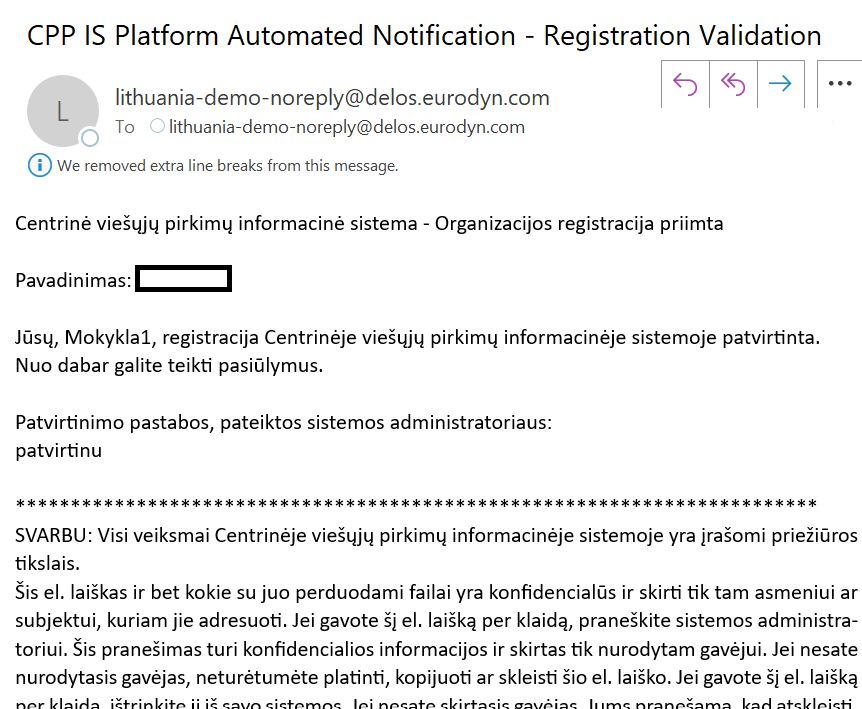 CPP IS Platform Automated Notification - Registration Validation
L
lithuania-demo-noreply@delos.eurodyn.com
To lithuania-demo-noreply@delos.eurodyn.com
We removed extra line breaks from this message.
Centrinė viešųjų pirkimų informacinė sistema - Organizacijos registracija priimta
Pavadinimas:
Jūsų, Mokykla1, registracija Centrinėje viešųjų pirkimų informacinėje sistemoje patvirtinta.
Nuo dabar galite teikti pasiūlymus.
Patvirtinimo pastabos, pateiktos sistemos administratoriaus:
patvirtinu
*************************************************************************
SVARBU: Visi veiksmai Centrinėje viešųjų pirkimų informacinėje sistemoje yra įrašomi priežiūros
tikslais.
Šis el. laiškas ir bet kokie su juo perduodami failai yra konfidencialūs ir skirti tik tam asmeniui ar
subjektui, kuriam jie adresuoti. Jei gavote šį el. laišką per klaidą, praneškite sistemos administra-
toriui. Šis pranešimas turi konfidencialios informacijos ir skirtas tik nurodytam gavėjui. Jei nesate
nurodytasis gavėjas, neturėtumėte platinti, kopijuoti ar skleisti šio el. laiško. Jei gavote šį el. laišką
per klaidą, ištrinkite jį iš savo sistemos. Jei nesate skirtasis gavėjas, Jums pranešama, kad atskleisti,